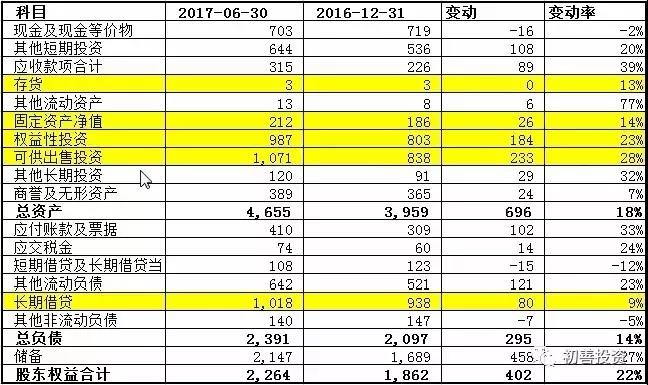 科目 2017-06-30 2016-12-31 变动 变动率
现金及现金等价物 703 719 -16 -2%
其他短期投资 644 536 108 20%
应收款项合计 315 226 89 39%
存货 3 3 0 13%
其他流动资产 13 8 6 77%
固定资产净值 212 186 26 14%
权益性投资 987 803 184 23%
可供出售投资 1,071 838 233 28%
其他长期投资 120 91 29 32%
商誉及无形资产 389 365 24 7%
总资产 4,655 3,959 696 18%
应付账款及票据 410 309 102 33%
应交税金 74 60 14 24%
短期借贷及长期借贷当 108 123 -15 -12%
其他流动负债 642 521 121 23%
长期借贷 1,018 938 80 9%
其他非流动负债 140 147 -7 -5%
总负债 2,391 2,097 295 14%
储备 2,147 1,689 458 27%
股东权益合计 2,264 1,862 402 22%
初善投资